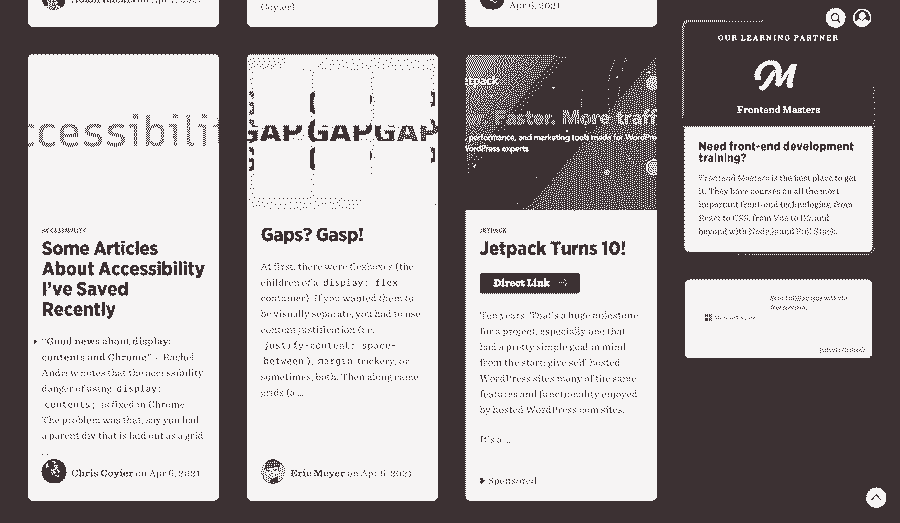 Coyier)
Apr 6, 2021
ccessibilit
ACCESSIBILITY
Some Articles
About Accessibility
I've Saved
Recently
"Good news about display:
contents and Chrome" - Rachel
Andrew notes that the accessibility
danger of using display:
contents; is fixed in Chrome
The problem was that, say you had
a parent div that is laid out as a grid
...
Chris Coyier on Apr 6, 2021
GAP GAP GAP
Gaps? Gasp!
At first, there were flexboxes (the
children of a display: flex
container). If you wanted them to
be visually separate, you had to use
content justification (i.e.
justify-content: space-
between), margin trickery, or
sometimes, both. Then along came
grids (a ...
Eric Meyer on Apr 6, 2021
etpack
er. Faster. More traff
performance, and marketing tools made for WordPre
WordPress experts
JETPACK
Jetpack Turns 10!
Direct Link →
Ten years. That's a huge milestone
for a project, especially one that
had a pretty simple goal in mind
from the start: give self-hosted
WordPress sites many of the same
features and functionality enjoyed
by hosted WordPress.com sites.
It's a ...
Sponsored
OUR LEARNING PARTNER
Frontend Masters
Need front-end development
training?
Frontend Masters is the best place to get
it. They have courses on all the most
important front-end technologies, from
React to CSS, from Vue to D3, and
beyond with Node.js and Full Stack.